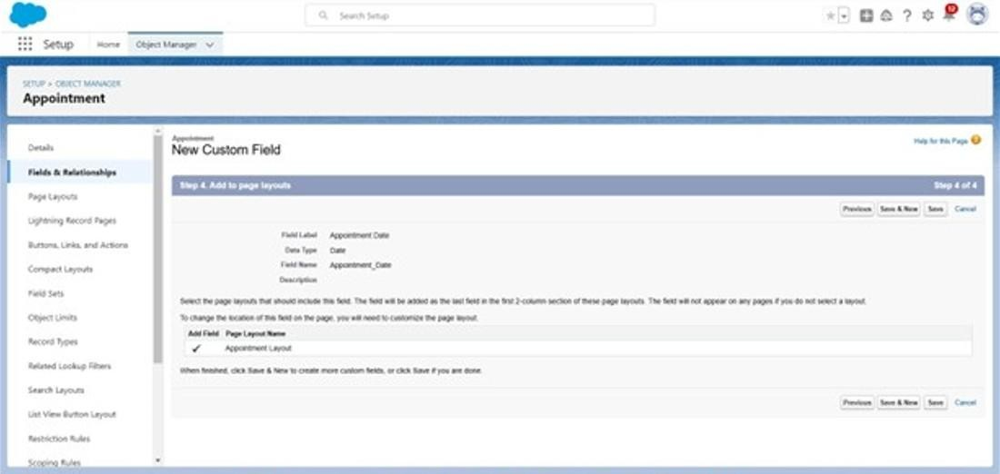 Search Setup
12
Setup Home Object Manager
SETUP > OBJECT MANAGER
Appointment
Details
Fields & Relationships
Page Layouts
Lightning Record Pages
Buttons, Links, and Actions
Compact Layouts
Field Sets
Object Limits
Record Types
Related Lookup Filters
Search Layouts
List View Button Layout
Restriction Rules
Scoping Rules
Appointment
New Custom Field
Help for this Page
Step 4. Add to page layouts Step 4 of 4
Previous Save & New Save Cancel
Field Label Appointment Date
Data Type Date
Field Name Appointment_Date
Description
Select the page layouts that should include this field. The field will be added as the last field in the first 2-column section of these page layouts. The field will not appear on any pages if you do not select a layout.
To change the location of this field on the page, you will need to customize the page layout.
Add Field Page Layout Name
Appointment Layout
When finished, click Save & New to create more custom fields, or click Save if you are done.
Previous Save & New Save Cancel